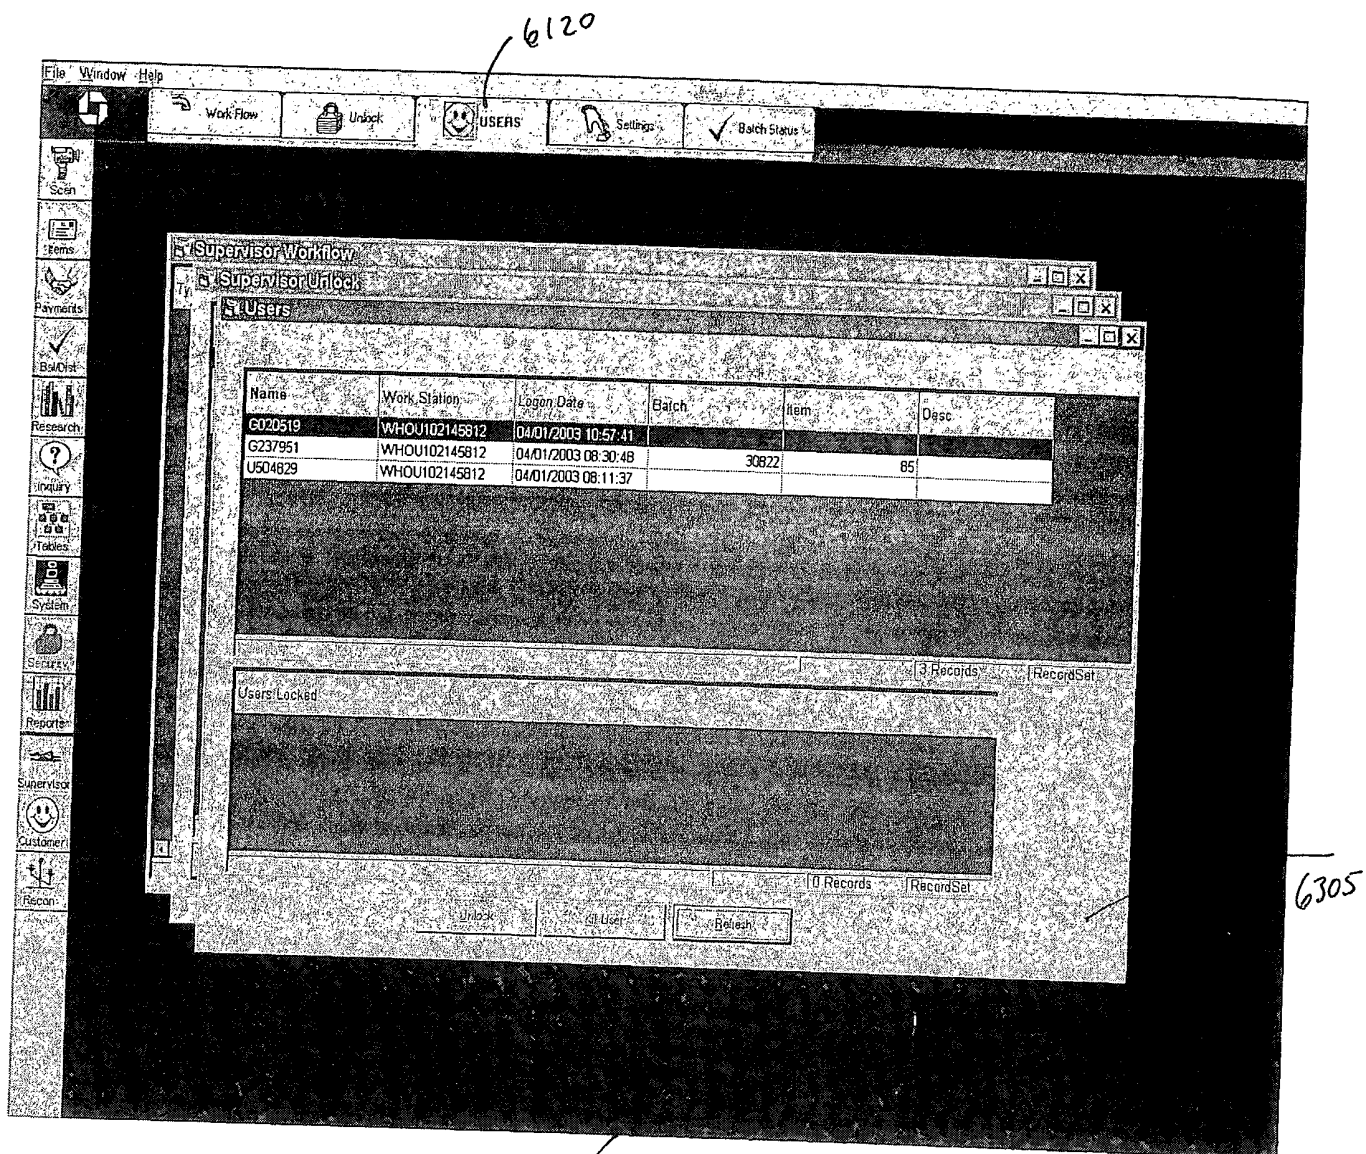 6120
File Window Help
Work Flow Unlock USERS Settings Batch Status
Scan
Items
Payments
Bal/Dist
Research
Inquiry
Tables
System
Security
Reports
Supervisor
Customer
Recon
Supervisor Workflow
Supervisor Unlock
Ty
Users
Name Work Station Logon Date Batch Item Desc
G020519 WHOU102145812 04/01/2003 10:57:41
G237951 WHOU102145812 04/01/2003 08:30:48 30822 85
U504829 WHOU102145812 04/01/2003 08:11:37
3 Records RecordSet
Users Locked
0 Records RecordSet
Unlock User Refresh
6305